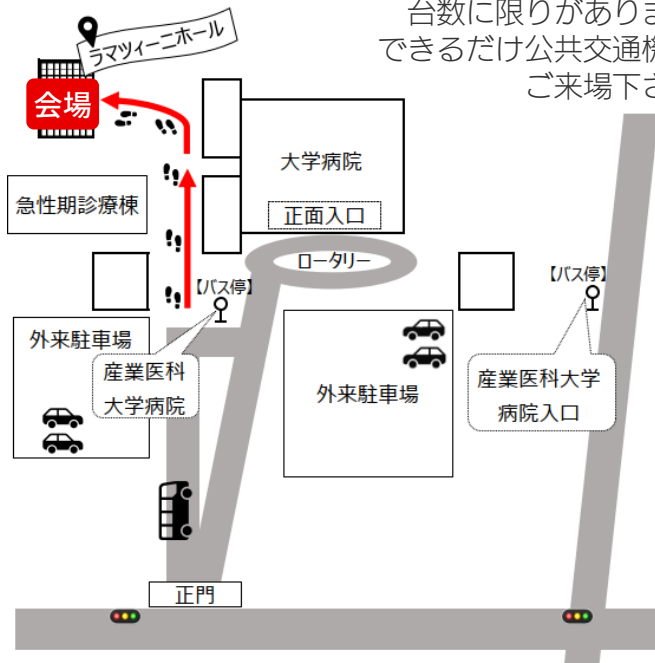 台数に限りがありま
できるだけ公共交通機
ご来場下さ
ラマツィーニホール
会場
大学病院
急性期診療棟
正面入口
ロータリー
【バス停】
【バス停】
外来駐車場
産業医科
大学病院
外来駐車場
産業医科大学
病院入口
正門